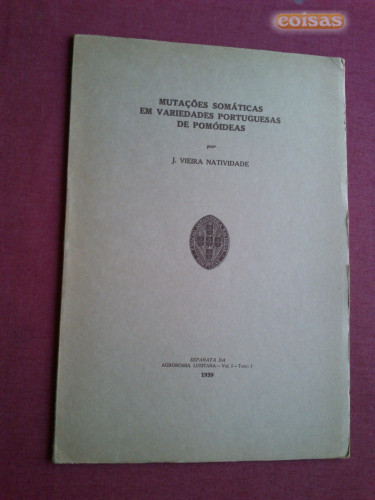 coisas
MUTAÇÕES SOMÁTICAS
EM VARIEDADES PORTUGUESAS
DE POMÓIDEAS
por
J. VIEIRA NATIVIDADE
SEPARATA DA
AGRONOMIA LUSITANA — Vol. I — Tomo I
1939